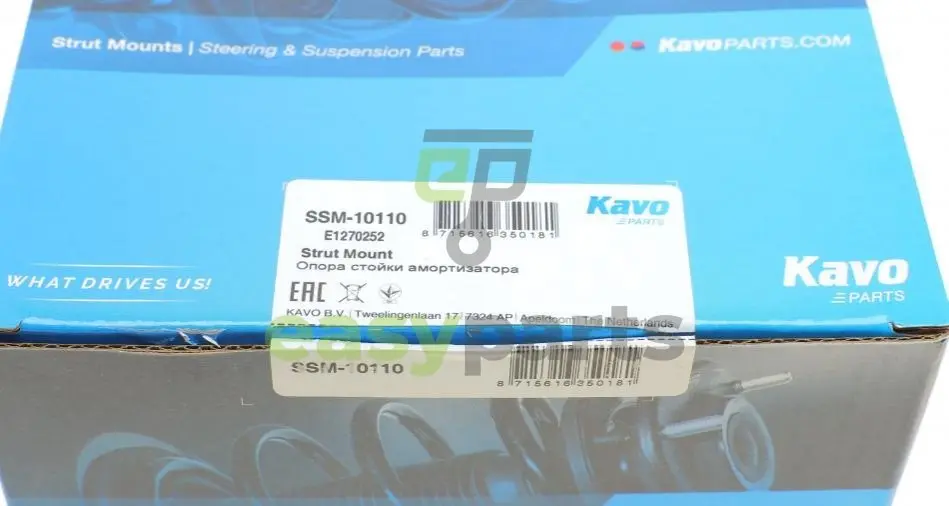 Strut Mounts | Steering & Suspension Parts
KavoPARTS.COM
ep
SSM-10110
E1270252
8 715616 350181
Kavo
PARTS
Strut Mount
Опора стойки амортизатора
EAC
KAVO B.V. | Tweelingenlaan 17 | 7324 AP | Apeldoorn | The Netherlands
WHAT DRIVES US!
Kavo
PARTS
easyparts
SSM-10110
8 715616 350181